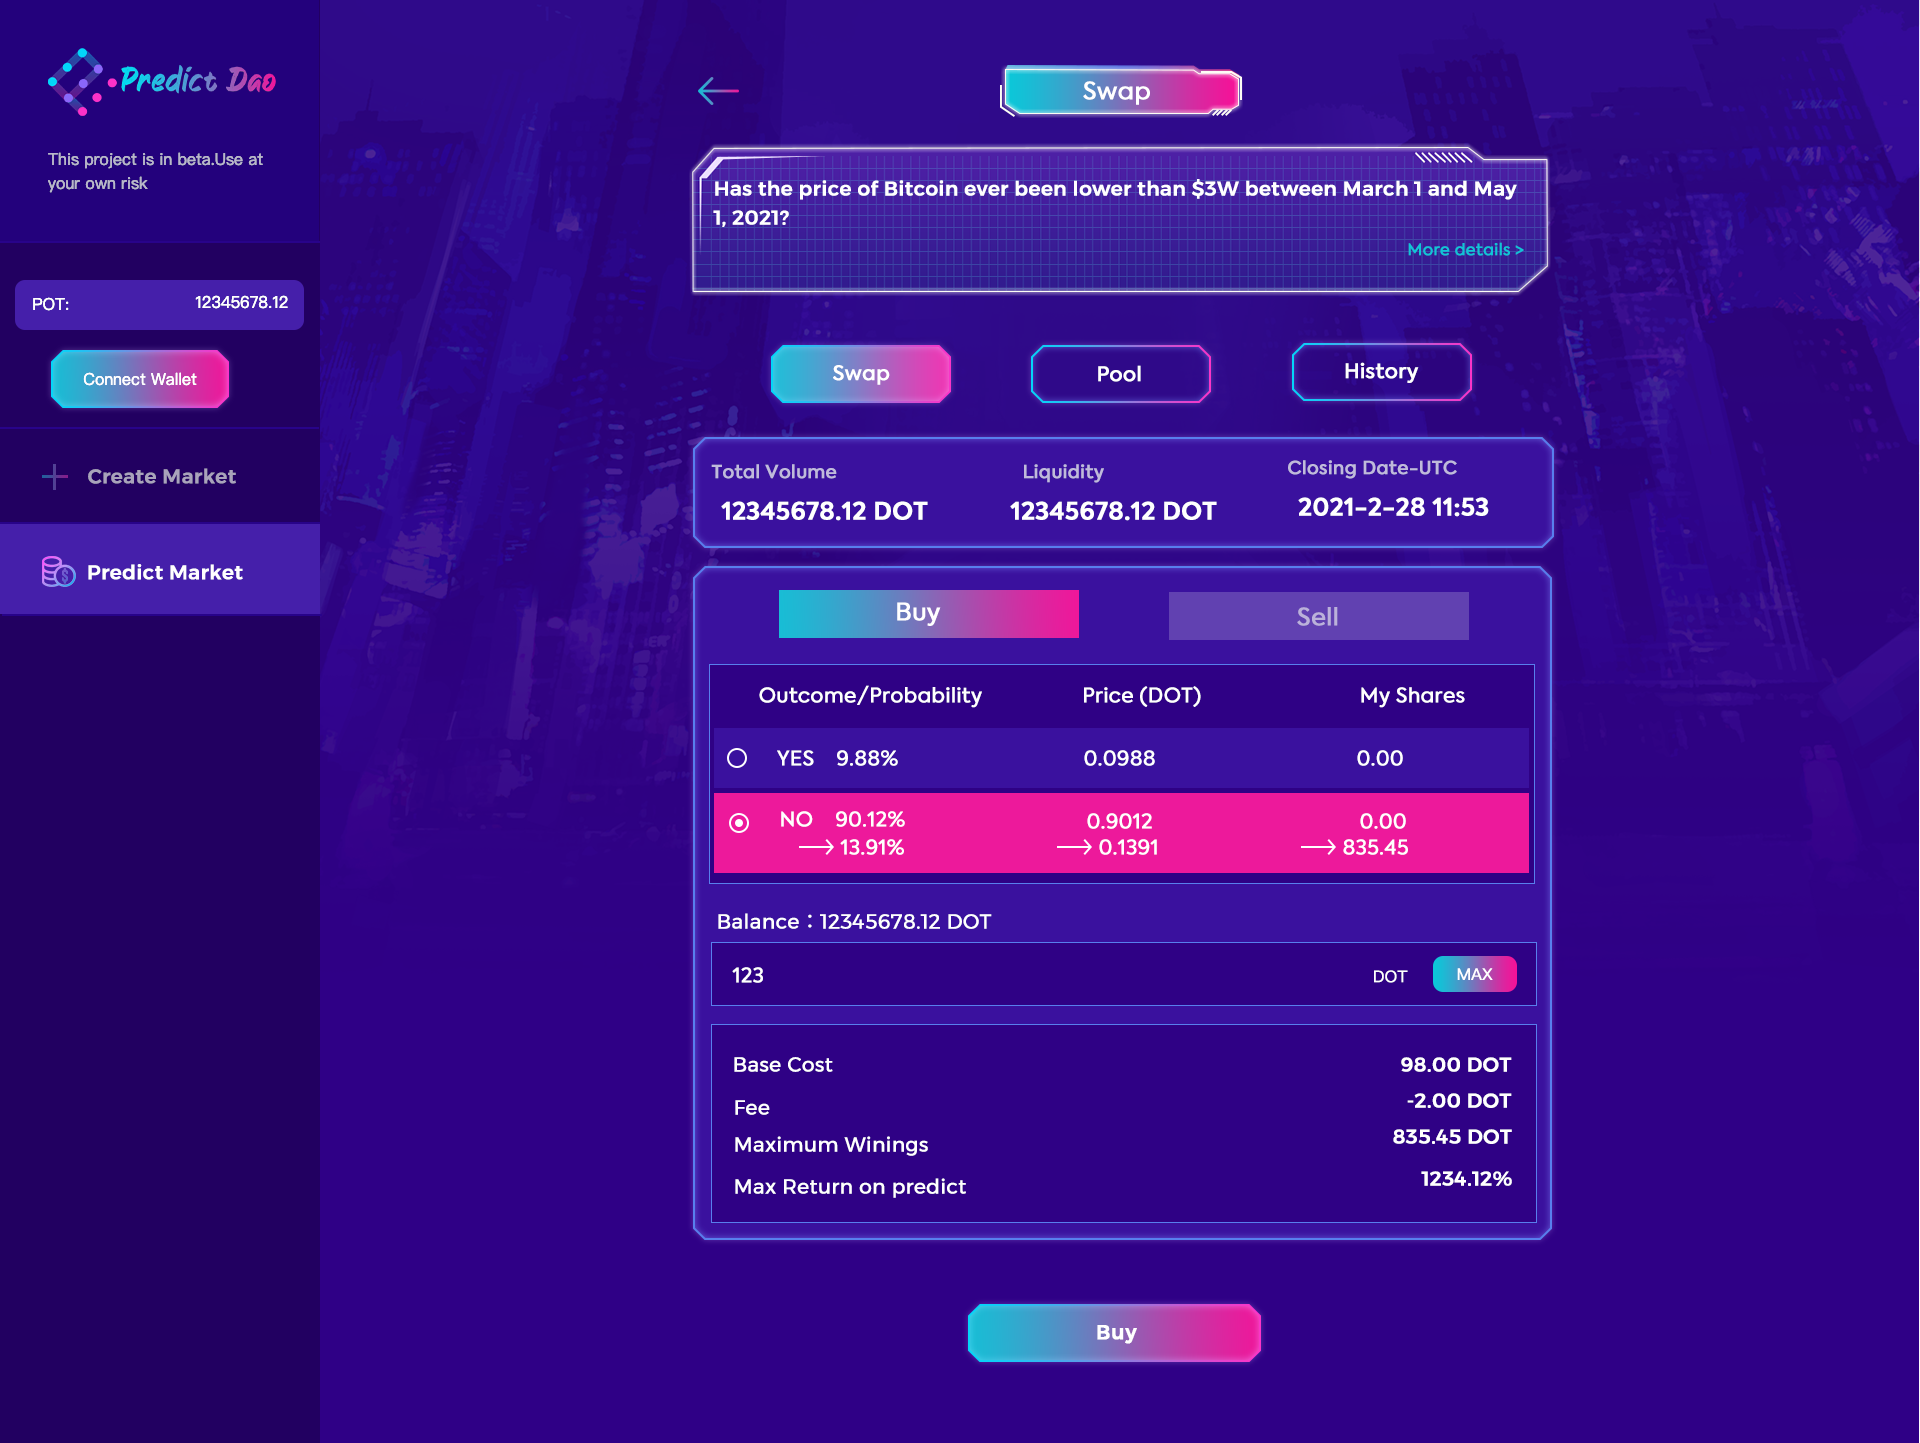 Predict Dao
This project is in beta.Use at
your own risk
POT: 12345678.12
Connect Wallet
Create Market
Predict Market
Swap
Has the price of Bitcoin ever been lower than $3W between March 1 and May
1, 2021?
More details >
Swap Pool History
Total Volume Liquidity Closing Date-UTC
12345678.12 DOT 12345678.12 DOT 2021-2-28 11:53
Buy Sell
Outcome/Probability Price (DOT) My Shares
YES 9.88% 0.0988 0.00
NO 90.12% 0.9012 0.00
13.91% 0.1391 835.45
Balance：12345678.12 DOT
123 DOT MAX
Base Cost 98.00 DOT
Fee -2.00 DOT
Maximum Winings 835.45 DOT
Max Return on predict 1234.12%
Buy